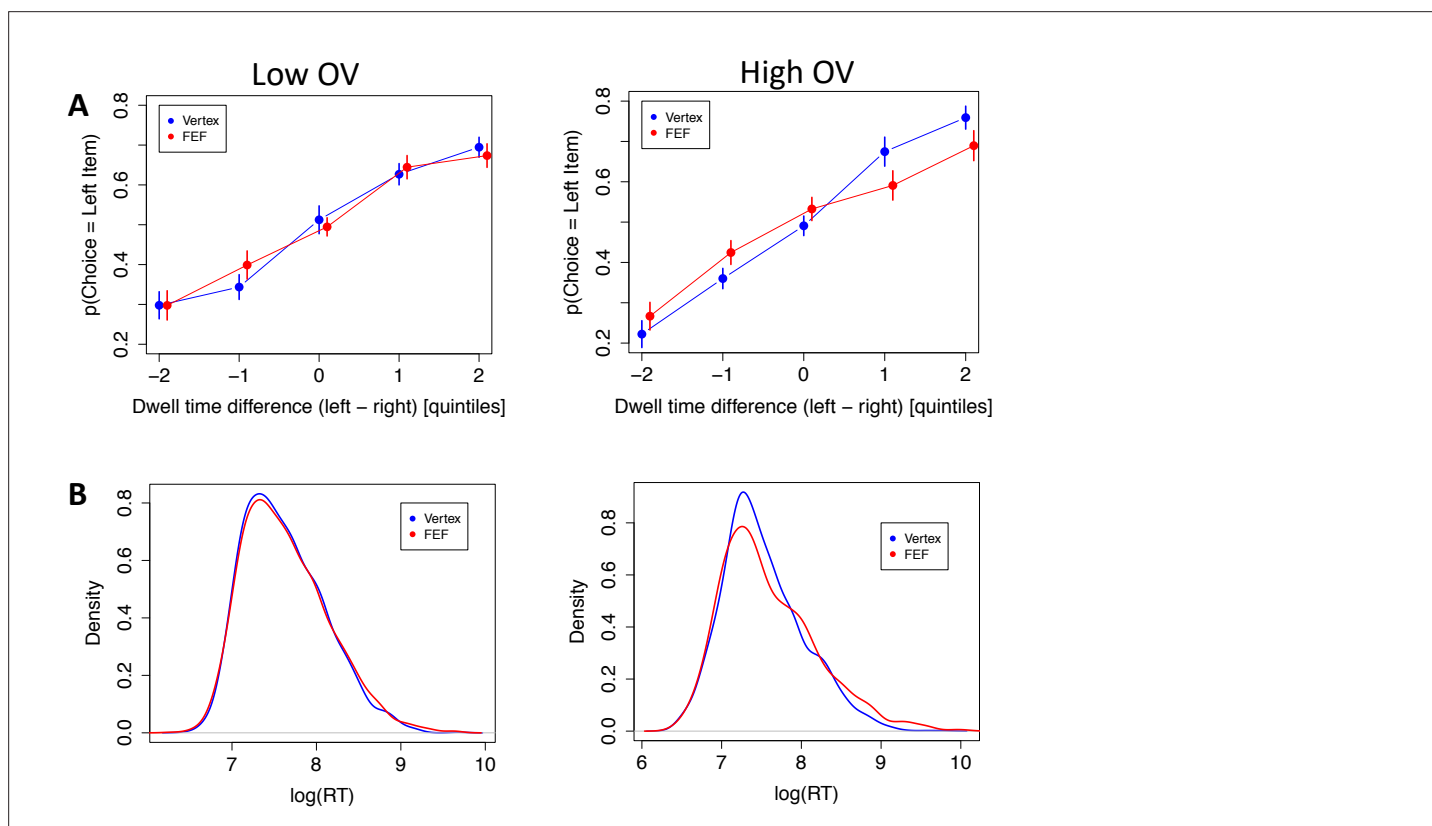 Low OV
High OV
A
0.8
0.6
0.4
0.2
p(Choice = Left Item)
Vertex
FEF
−2
−1
0
1
2
Dwell time difference (left − right) [quintiles]
0.8
0.6
0.4
0.2
p(Choice = Left Item)
Vertex
FEF
−2
−1
0
1
2
Dwell time difference (left − right) [quintiles]
B
0.8
0.6
0.4
0.2
0.0
Density
Vertex
FEF
7
8
9
10
log(RT)
0.8
0.6
0.4
0.2
0.0
Density
Vertex
FEF
6
7
8
9
10
log(RT)